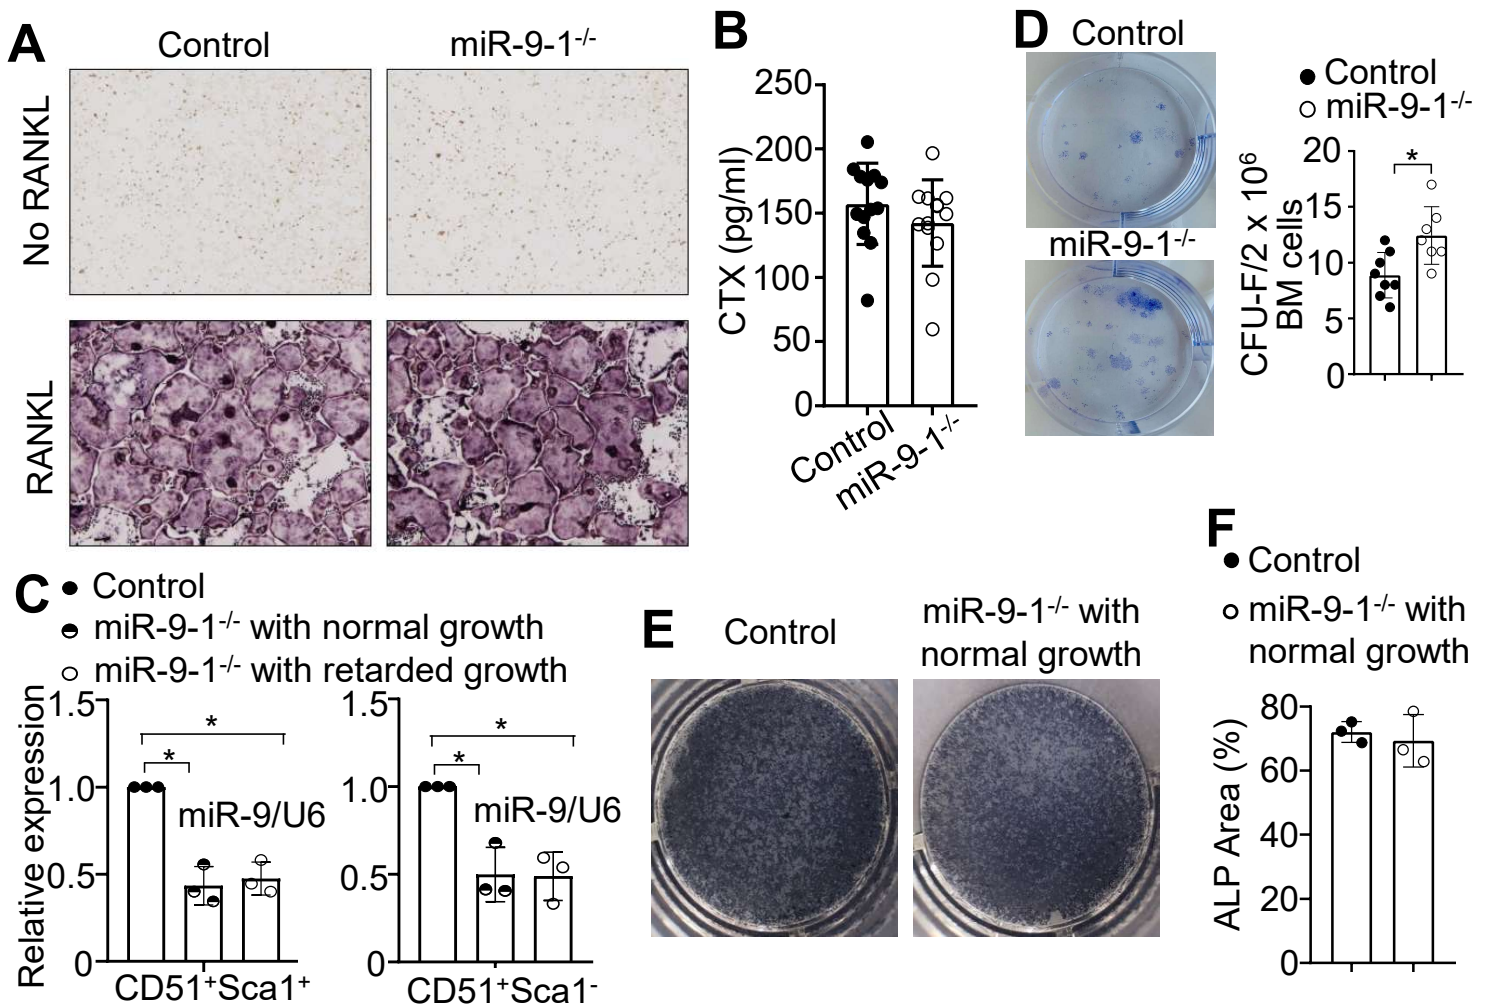 A
Control
miR-9-1-/-
No RANKL
RANKL
B
CTX (pg/ml)
250
200
150
100
50
0
Control
miR-9-1-/-
D
Control
miR-9-1-/-
● Control
○ miR-9-1-/-
CFU-F/2 x 10⁶
BM cells
20
15
10
5
0
*
C
● Control
miR-9-1-/- with normal growth
○ miR-9-1-/- with retarded growth
Relative expression
1.5
1.0
0.5
0
*
*
miR-9/U6
CD51⁺Sca1⁺
1.5
1.0
0.5
0
*
*
miR-9/U6
CD51⁺Sca1⁻
E
Control
miR-9-1-/- with
normal growth
F
● Control
○ miR-9-1-/- with
normal growth
ALP Area (%)
80
60
40
20
0